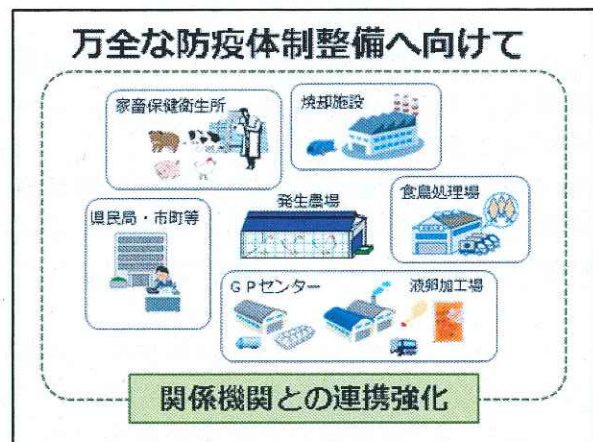 万全な防疫体制整備へ向けて
家畜保健衛生所
焼却施設
発生農場
食鳥処理場
県民局・市町等
GPセンター
液卵加工場
関係機関との連携強化